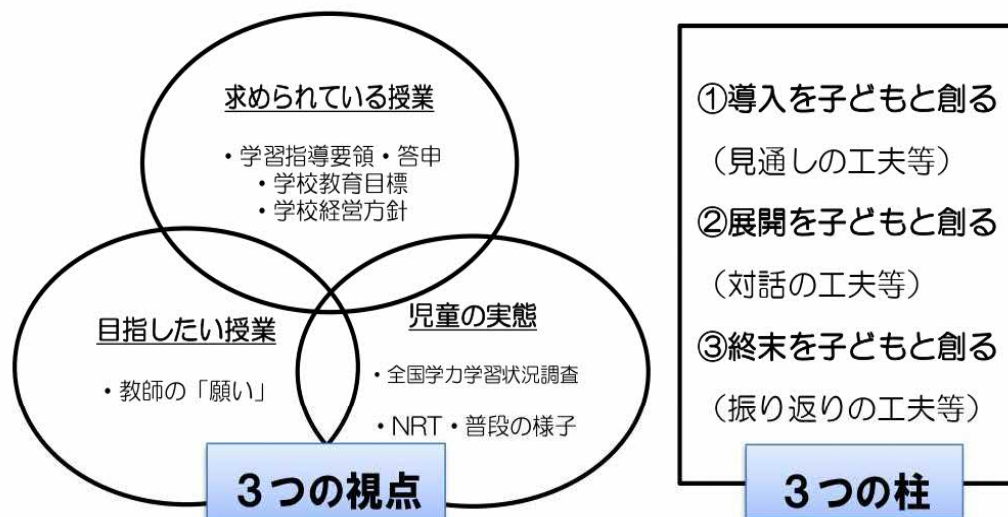 求められている授業
・学習指導要領・答申
・学校教育目標
・学校経営方針
目指したい授業
・教師の「願い」
児童の実態
・全国学力学習状況調査
・NRT・普段の様子
3つの視点
①導入を子どもと創る
（見通しの工夫等）
②展開を子どもと創る
（対話の工夫等）
③終末を子どもと創る
（振り返りの工夫等）
3つの柱